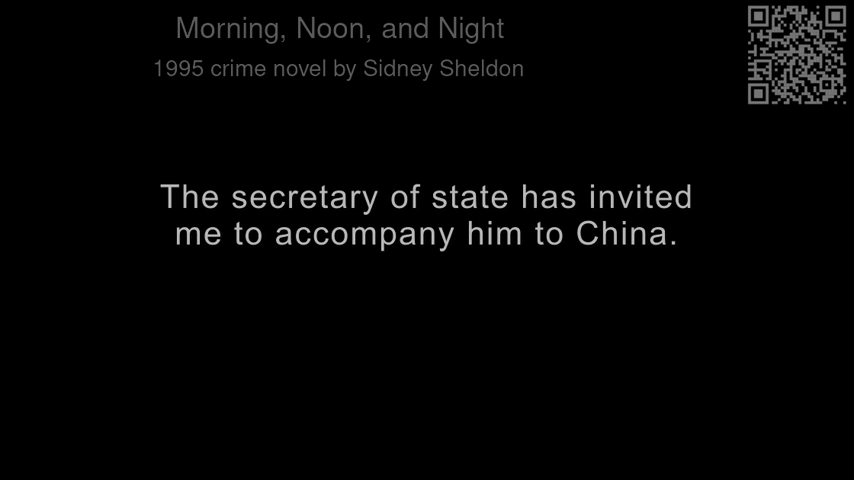 Morning, Noon, and Night
1995 crime novel by Sidney Sheldon
The secretary of state has invited
me to accompany him to China.